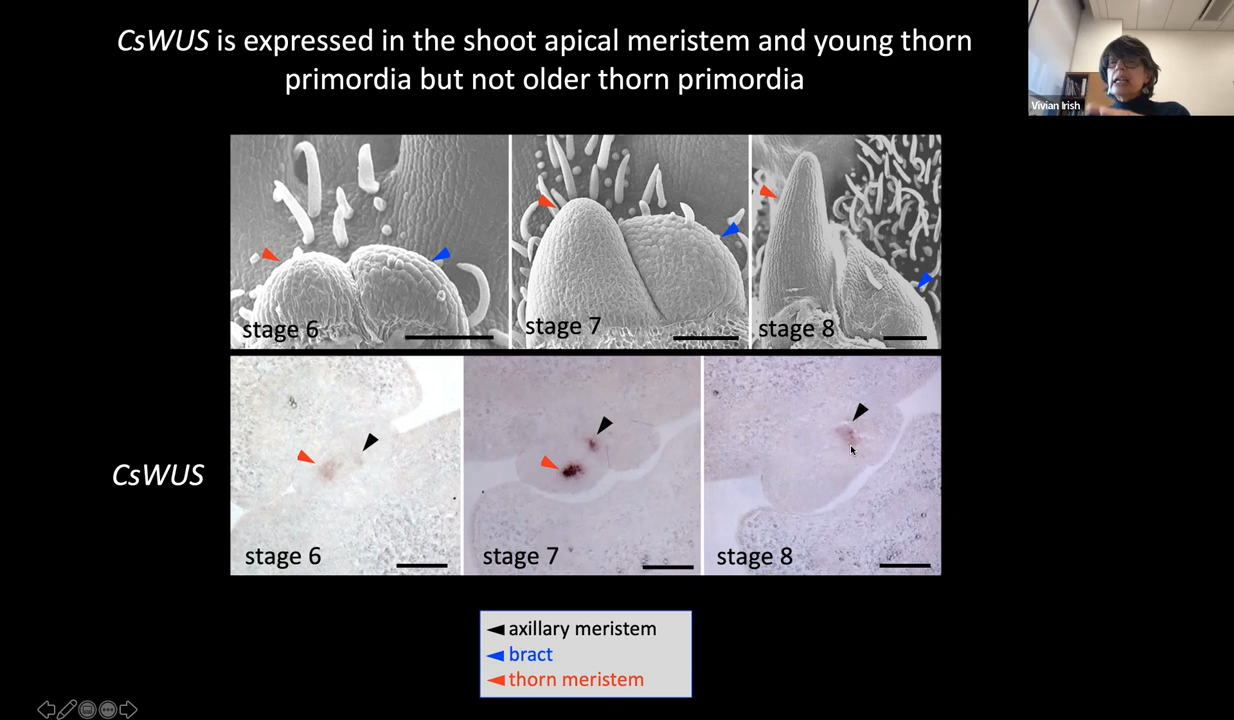 CsWUS is expressed in the shoot apical meristem and young thorn
primordia but not older thorn primordia
Vivian Irish
stage 6
stage 7
stage 8
CsWUS
stage 6
stage 7
stage 8
axillary meristem
bract
thorn meristem